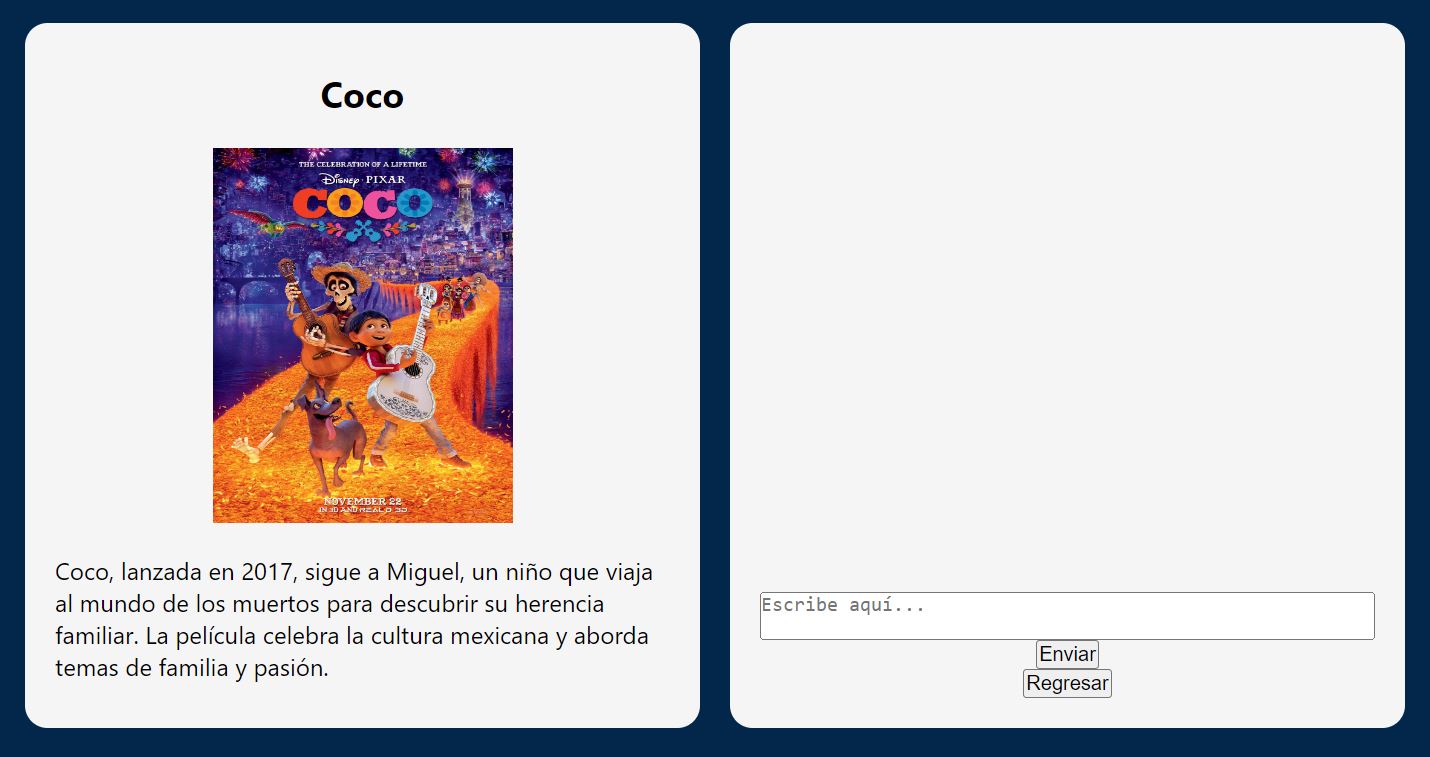 Coco
THE CELEBRATION OF A LIFETIME
Disney · PIXAR
COCO
NOVEMBER 22
IN 3D AND REAL D 3D
Coco, lanzada en 2017, sigue a Miguel, un niño que viaja
al mundo de los muertos para descubrir su herencia
familiar. La película celebra la cultura mexicana y aborda
temas de familia y pasión.
Escribe aquí...
Enviar
Regresar